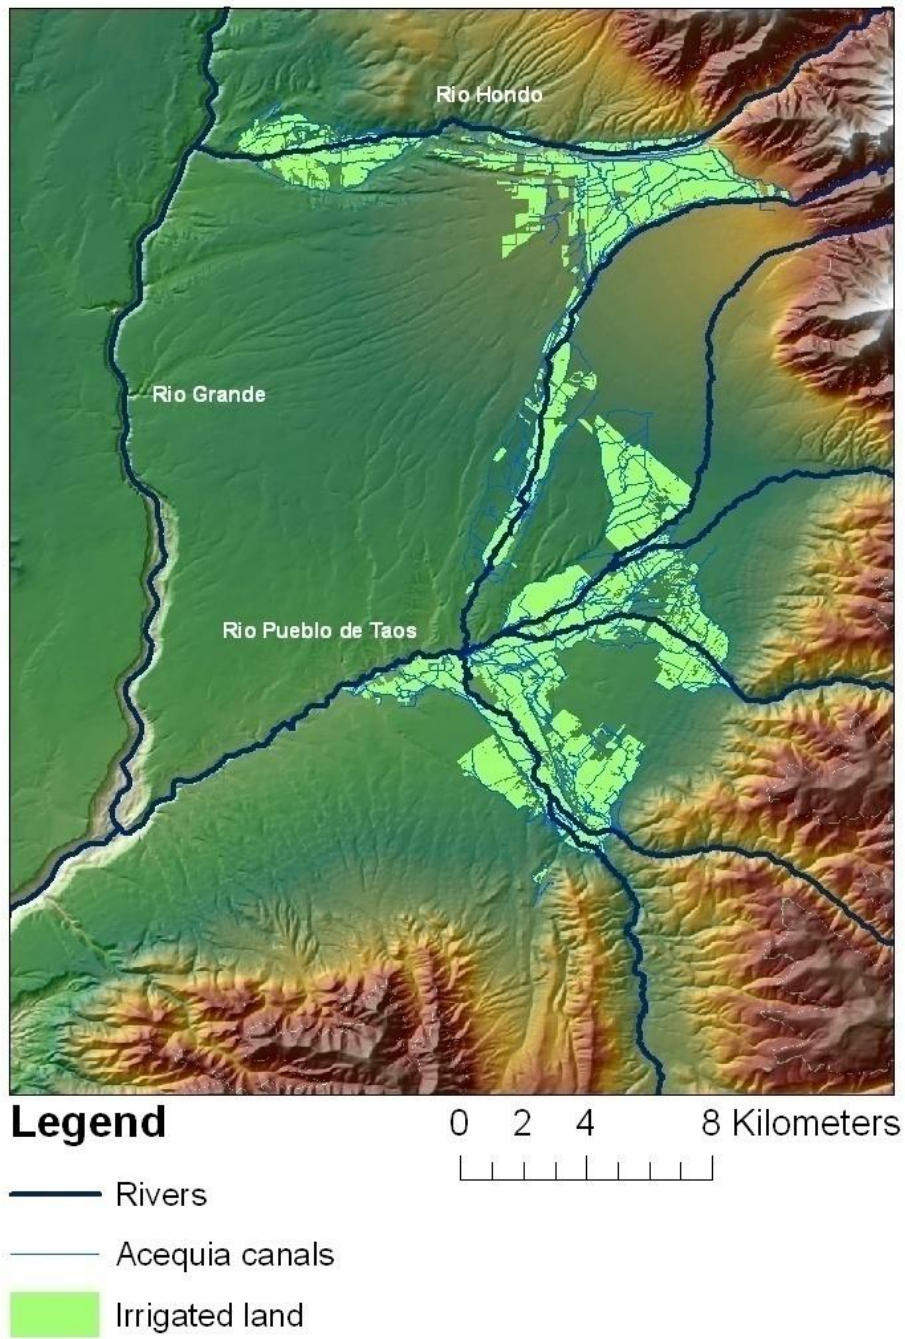 Rio Hondo
Rio Grande
Rio Pueblo de Taos
Legend
0 2 4 8 Kilometers
Rivers
Acequia canals
Irrigated land